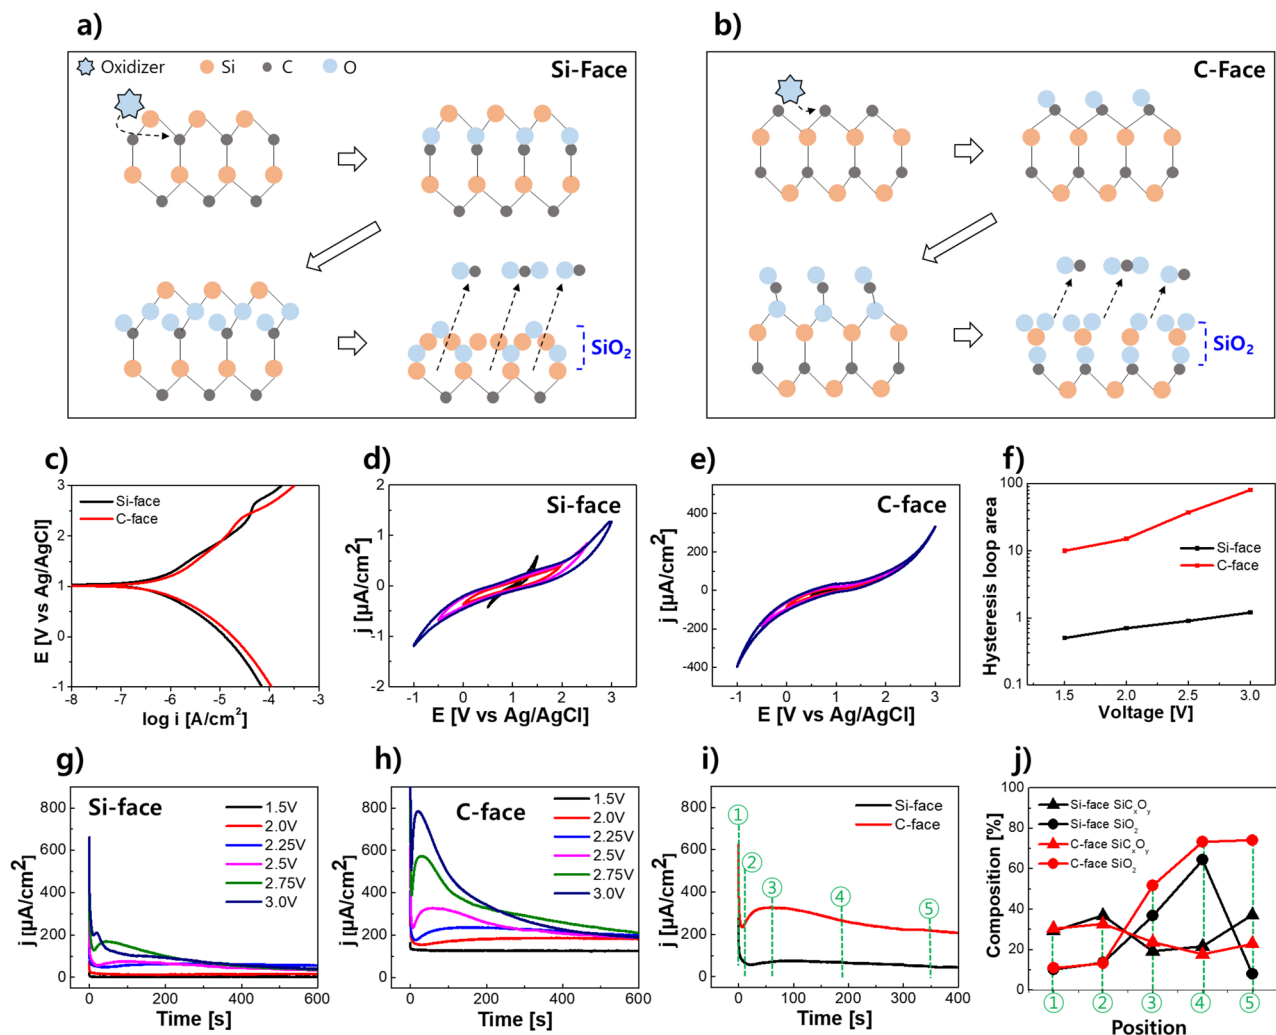 a)
Oxidizer Si C O Si-Face
SiO2
b)
C-Face
SiO2
c)
3
2
1
0
-1
Si-face
C-face
E [V vs Ag/AgCl]
-8 -7 -6 -5 -4 -3
log i [A/cm2]
d)
Si-face
2
1
0
-1
-2
j [µA/cm2]
-1 0 1 2 3
E [V vs Ag/AgCl]
e)
C-face
400
200
0
-200
-400
j [µA/cm2]
-1 0 1 2 3
E [V vs Ag/AgCl]
f)
100
10
1
0.1
Hysteresis loop area
Si-face
C-face
1.5 2.0 2.5 3.0
Voltage [V]
g)
Si-face
800
600
400
200
0
j [µA/cm2]
1.5V
2.0V
2.25V
2.5V
2.75V
3.0V
0 200 400 600
Time [s]
h)
C-face
800
600
400
200
0
j [µA/cm2]
1.5V
2.0V
2.25V
2.5V
2.75V
3.0V
0 200 400 600
Time [s]
i)
800
600
400
200
0
j [µA/cm2]
Si-face
C-face
①
②
③
④
⑤
0 100 200 300 400
Time [s]
j)
100
80
60
40
20
0
Composition [%]
Si-face SiCxOy
Si-face SiO2
C-face SiCxOy
C-face SiO2
① ② ③ ④ ⑤
Position